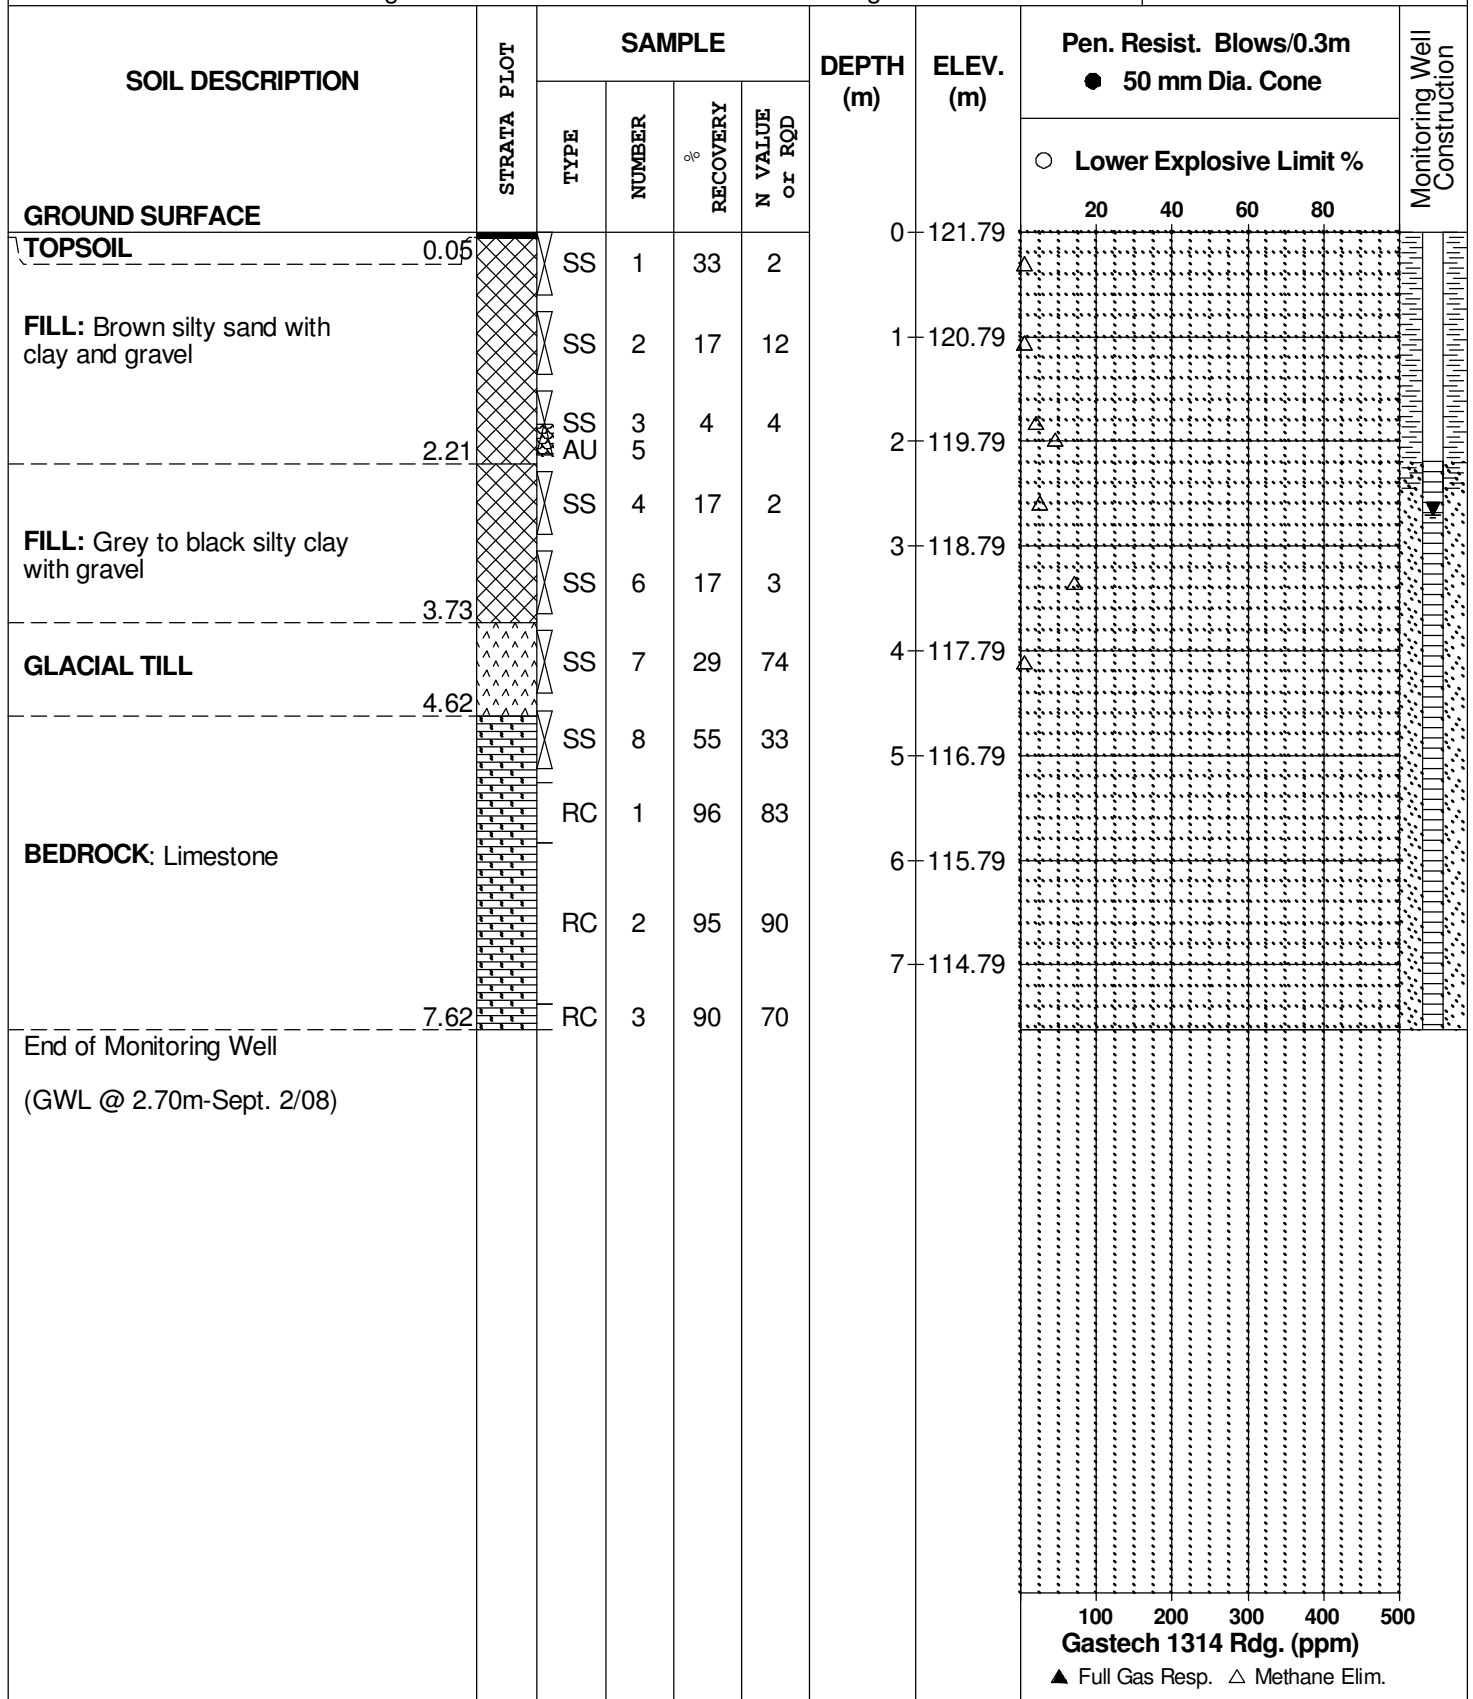 SOIL DESCRIPTION
STRATA PLOT
SAMPLE
TYPE
NUMBER
% RECOVERY
N VALUE or RQD
DEPTH (m)
ELEV. (m)
Pen. Resist. Blows/0.3m
● 50 mm Dia. Cone
○ Lower Explosive Limit %
20 40 60 80
Monitoring Well Construction
GROUND SURFACE
0 121.79
TOPSOIL 0.05
SS 1 33 2
FILL: Brown silty sand with
clay and gravel
SS 2 17 12
1 120.79
SS 3 4 4
AU 5
2.21
2 119.79
SS 4 17 2
FILL: Grey to black silty clay
with gravel
3 118.79
SS 6 17 3
3.73
GLACIAL TILL
SS 7 29 74
4 117.79
4.62
SS 8 55 33
5 116.79
RC 1 96 83
BEDROCK: Limestone
6 115.79
RC 2 95 90
7 114.79
7.62
RC 3 90 70
End of Monitoring Well
(GWL @ 2.70m-Sept. 2/08)
100 200 300 400 500
Gastech 1314 Rdg. (ppm)
▲ Full Gas Resp. △ Methane Elim.